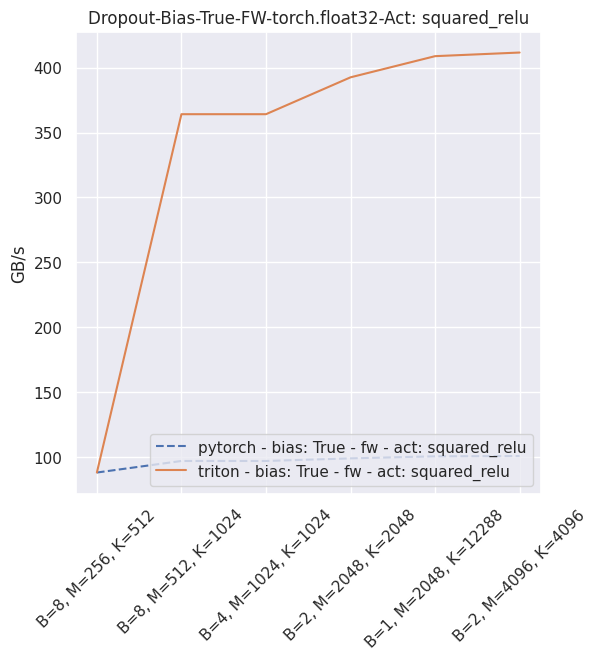 Dropout-Bias-True-FW-torch.float32-Act: squared_relu
GB/s
400
350
300
250
200
150
100
pytorch - bias: True - fw - act: squared_relu
triton - bias: True - fw - act: squared_relu
B=8, M=256, K=512
B=8, M=512, K=1024
B=4, M=1024, K=1024
B=2, M=2048, K=2048
B=1, M=2048, K=12288
B=2, M=4096, K=4096